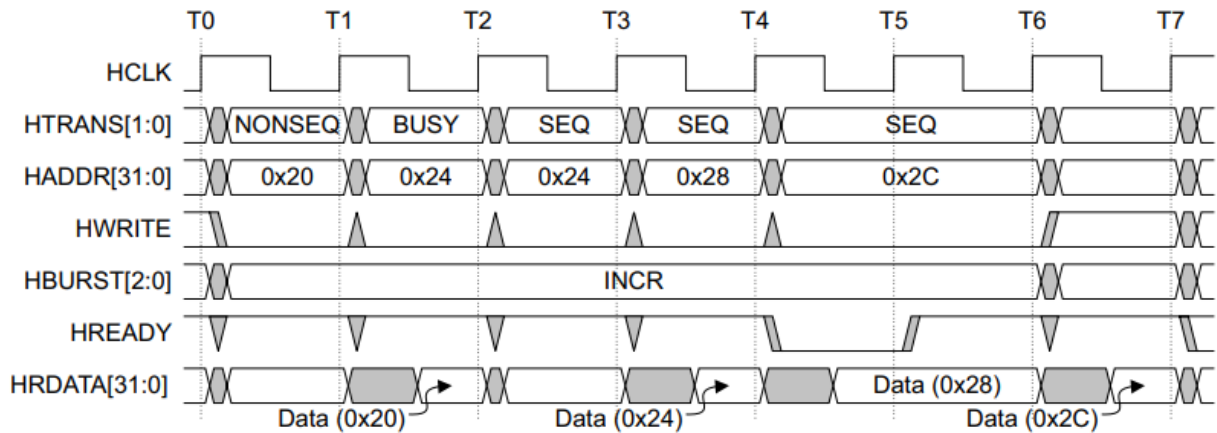 T0 T1 T2 T3 T4 T5 T6 T7
HCLK
HTRANS[1:0] NONSEQ BUSY SEQ SEQ SEQ
HADDR[31:0] 0x20 0x24 0x24 0x28 0x2C
HWRITE
HBURST[2:0] INCR
HREADY
HRDATA[31:0] Data (0x28)
Data (0x20) Data (0x24) Data (0x2C)